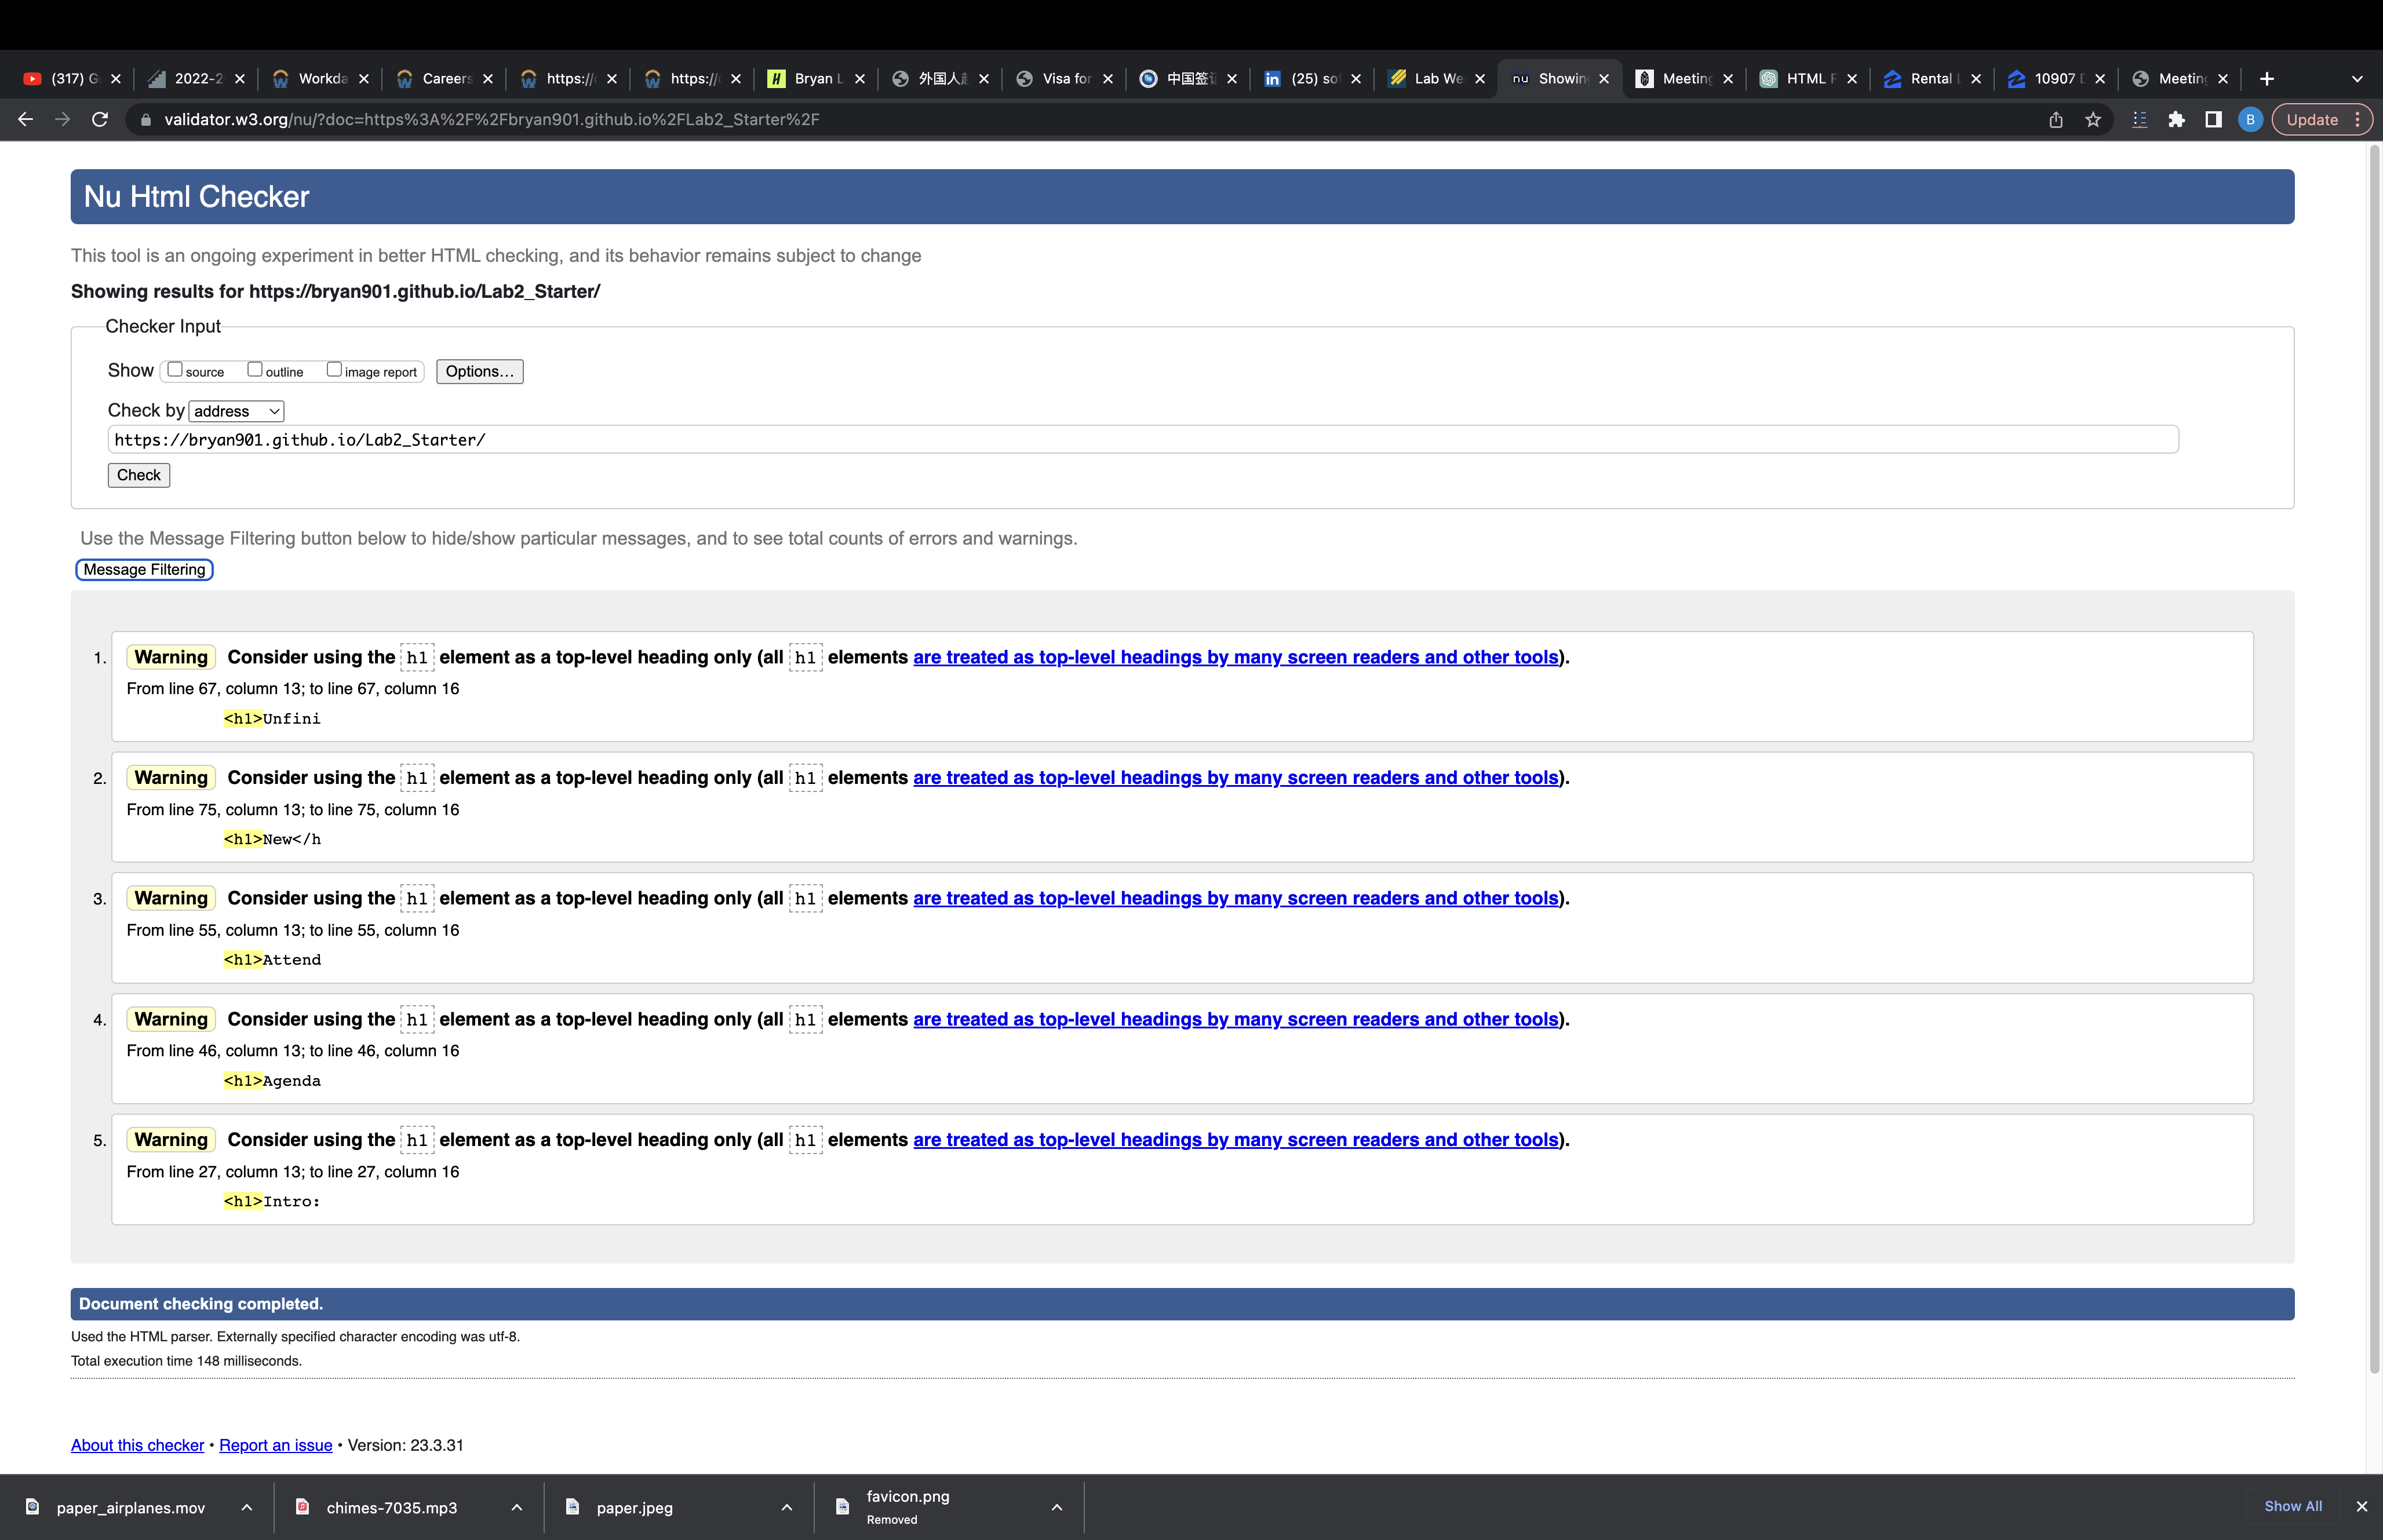 (317) G 2022-2 Workda Careers https:// https:// Bryan L 外国人 Visa for 中国签证 (25) sof Lab We Showin Meeting HTML F Rental L 10907 D Meeting
validator.w3.org/nu/?doc=https%3A%2F%2Fbryan901.github.io%2FLab2_Starter%2F B Update
Nu Html Checker
This tool is an ongoing experiment in better HTML checking, and its behavior remains subject to change
Showing results for https://bryan901.github.io/Lab2_Starter/
Checker Input
Show source outline image report Options...
Check by address
https://bryan901.github.io/Lab2_Starter/
Check
Use the Message Filtering button below to hide/show particular messages, and to see total counts of errors and warnings.
Message Filtering
1. Warning Consider using the h1 element as a top-level heading only (all h1 elements are treated as top-level headings by many screen readers and other tools).
From line 67, column 13; to line 67, column 16
<h1>Unfini
2. Warning Consider using the h1 element as a top-level heading only (all h1 elements are treated as top-level headings by many screen readers and other tools).
From line 75, column 13; to line 75, column 16
<h1>New</h
3. Warning Consider using the h1 element as a top-level heading only (all h1 elements are treated as top-level headings by many screen readers and other tools).
From line 55, column 13; to line 55, column 16
<h1>Attend
4. Warning Consider using the h1 element as a top-level heading only (all h1 elements are treated as top-level headings by many screen readers and other tools).
From line 46, column 13; to line 46, column 16
<h1>Agenda
5. Warning Consider using the h1 element as a top-level heading only (all h1 elements are treated as top-level headings by many screen readers and other tools).
From line 27, column 13; to line 27, column 16
<h1>Intro:
Document checking completed.
Used the HTML parser. Externally specified character encoding was utf-8.
Total execution time 148 milliseconds.
About this checker • Report an issue • Version: 23.3.31
paper_airplanes.mov chimes-7035.mp3 paper.jpeg favicon.png Show All
Removed